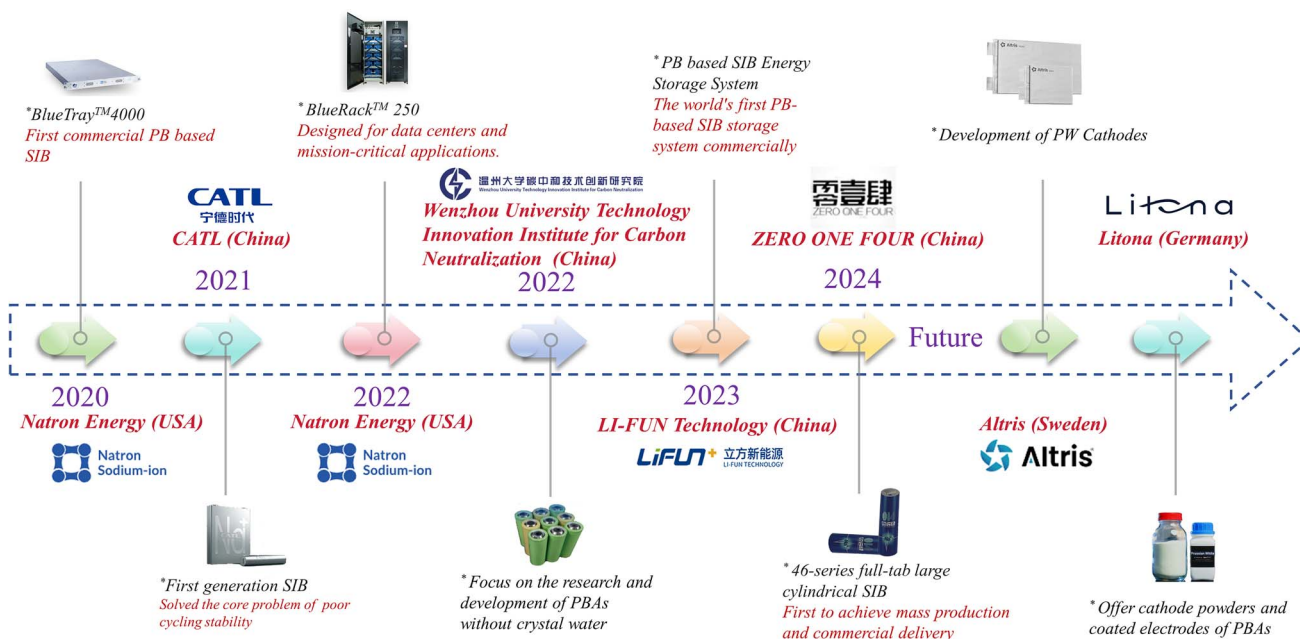 *BlueTray™4000
First commercial PB based
SIB
*BlueRack™ 250
Designed for data centers and
mission-critical applications.
*PB based SIB Energy
Storage System
The world's first PB-
based SIB storage
system commercially
Altris
Altris
*Development of PW Cathodes
CATL
宁德时代
CATL (China)
2021
温州大学碳中和技术创新研究院
Wenzhou University Technology Innovation Institute for Carbon Neutralization
Wenzhou University Technology
Innovation Institute for Carbon
Neutralization (China)
2022
零壹肆
ZERO ONE FOUR
ZERO ONE FOUR (China)
2024
Litona
Litona (Germany)
Future
2020
Natron Energy (USA)
Natron
Sodium-ion
2022
Natron Energy (USA)
Natron
Sodium-ion
2023
LI-FUN Technology (China)
LiFUN+ 立方新能源
LI-FUN TECHNOLOGY
Altris (Sweden)
Altris
Na+
*First generation SIB
Solved the core problem of poor
cycling stability
*Focus on the research and
development of PBAs
without crystal water
*46-series full-tab large
cylindrical SIB
First to achieve mass production
and commercial delivery
Prussian White
*Offer cathode powders and
coated electrodes of PBAs